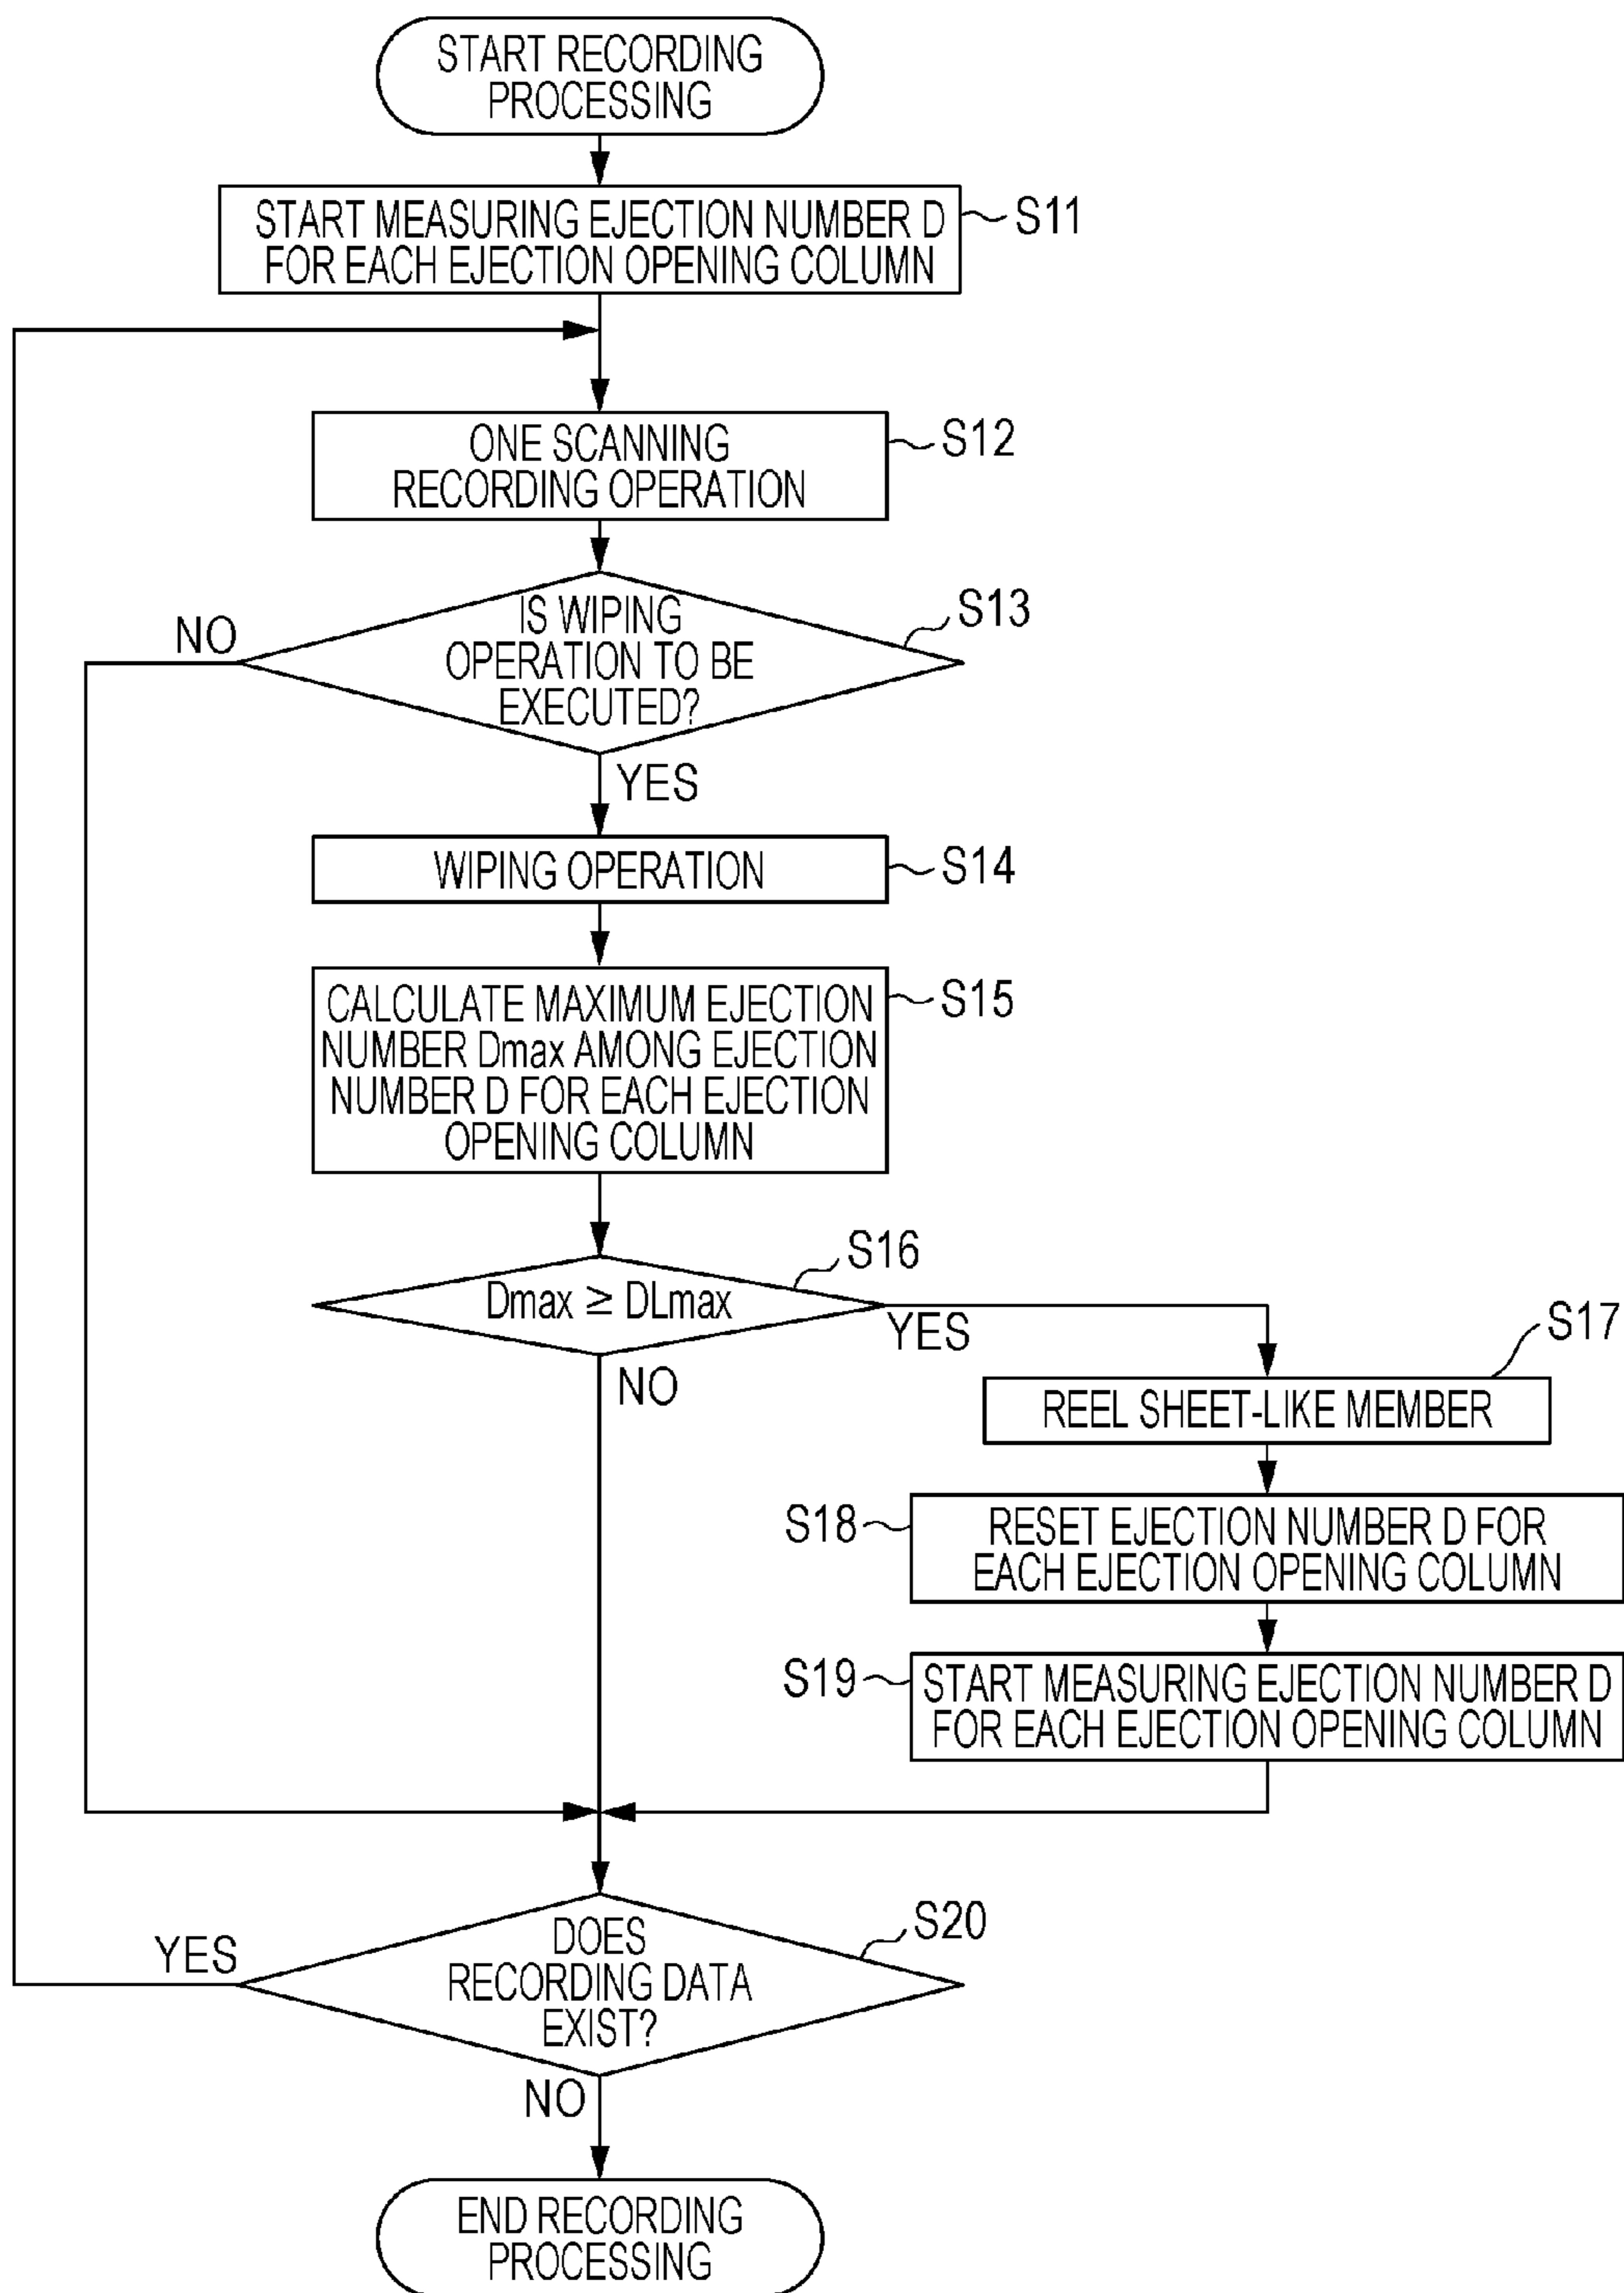 START RECORDING
PROCESSING
START MEASURING EJECTION NUMBER D
FOR EACH EJECTION OPENING COLUMN
S11
ONE SCANNING
RECORDING OPERATION
S12
IS WIPING
OPERATION TO BE
EXECUTED?
S13
NO
YES
WIPING OPERATION
S14
CALCULATE MAXIMUM EJECTION
NUMBER Dmax AMONG EJECTION
NUMBER D FOR EACH EJECTION
OPENING COLUMN
S15
Dmax ≥ DLmax
S16
YES
NO
REEL SHEET-LIKE MEMBER
S17
RESET EJECTION NUMBER D FOR
EACH EJECTION OPENING COLUMN
S18
START MEASURING EJECTION NUMBER D
FOR EACH EJECTION OPENING COLUMN
S19
DOES
RECORDING DATA
EXIST?
S20
YES
NO
END RECORDING
PROCESSING